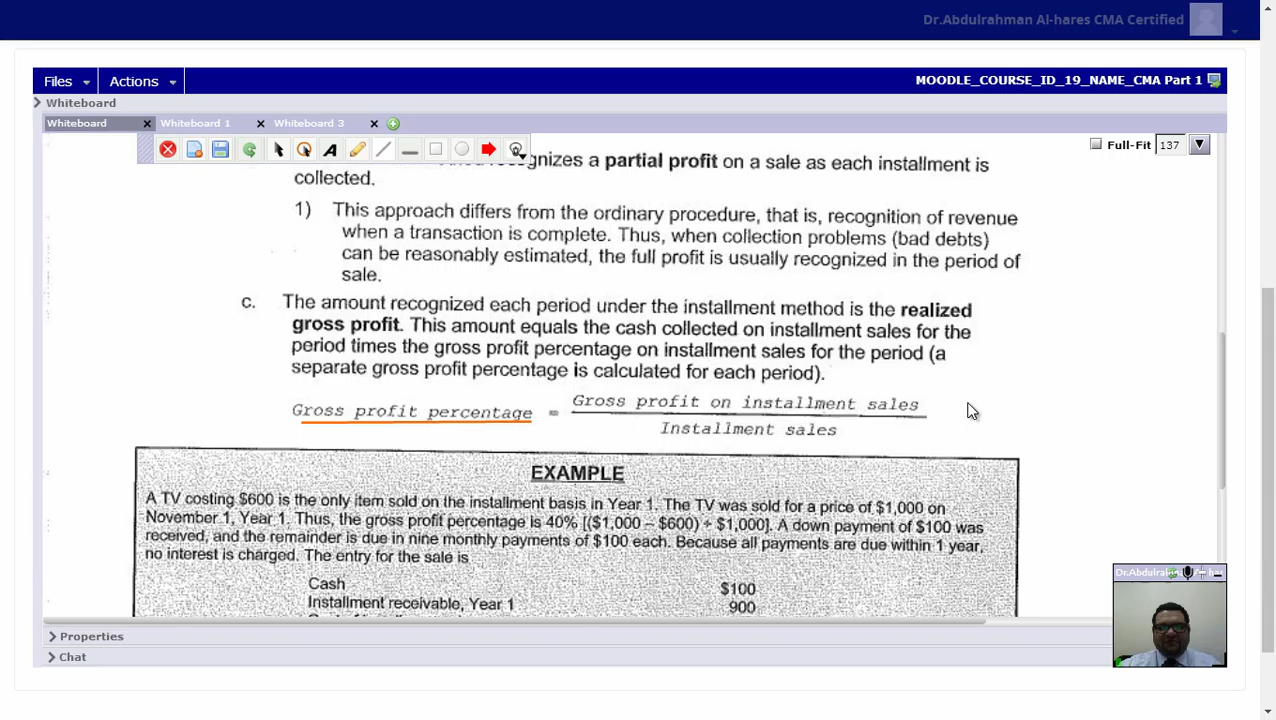 Dr.Abdulrahman Al-hares CMA Certified
Files
Actions
MOODLE_COURSE_ID_19_NAME_CMA Part 1
Whiteboard
Whiteboard
Whiteboard 1
Whiteboard 3
Full-Fit
137
recognizes a partial profit on a sale as each installment is
collected.
1) This approach differs from the ordinary procedure, that is, recognition of revenue
when a transaction is complete. Thus, when collection problems (bad debts)
can be reasonably estimated, the full profit is usually recognized in the period of
sale.
c. The amount recognized each period under the installment method is the realized
gross profit. This amount equals the cash collected on installment sales for the
period times the gross profit percentage on installment sales for the period (a
separate gross profit percentage is calculated for each period).
Gross profit percentage = Gross profit on installment sales
Installment sales
EXAMPLE
A TV costing $600 is the only item sold on the installment basis in Year 1. The TV was sold for a price of $1,000 on
November 1, Year 1. Thus, the gross profit percentage is 40% [($1,000 – $600) ÷ $1,000]. A down payment of $100 was
received, and the remainder is due in nine monthly payments of $100 each. Because all payments are due within 1 year,
no interest is charged. The entry for the sale is
Cash $100
Installment receivable, Year 1 900
Properties
Chat